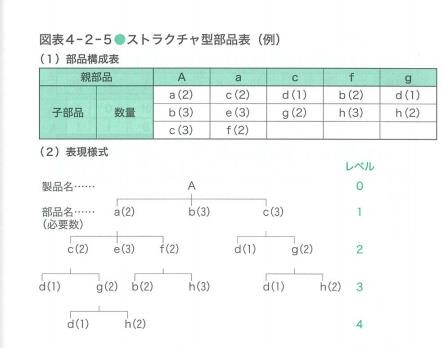 図表4-2-5●ストラクチャ型部品表(例)
(1)部品構成表
親部品 A a c f g
子部品 数量 a(2) c(2) d(1) b(2) d(1)
b(3) e(3) g(2) h(3) h(2)
c(3) f(2)
(2)表現様式
レベル
製品名…… A 0
部品名…… a(2) b(3) c(3) 1
(必要数)
c(2) e(3) f(2) d(1) g(2) 2
d(1) g(2) b(2) h(3) d(1) h(2) 3
d(1) h(2) 4